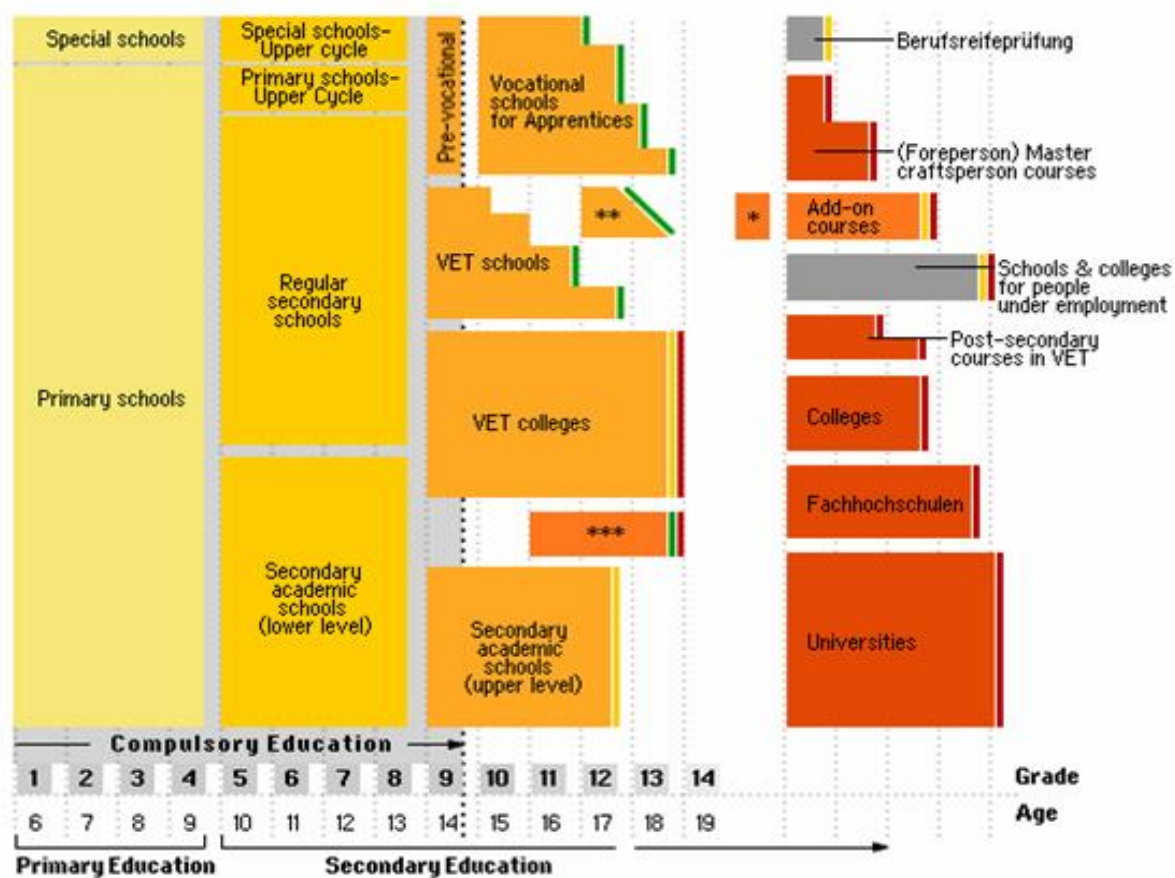 Special schools
Special schools-
Upper cycle
Primary schools-
Upper Cycle
Pre-vocational
Vocational
schools
for Apprentices
Berufsreifeprüfung
(Foreperson) Master
craftsperson courses
**
*
Add-on
courses
VET schools
Regular
secondary
schools
Schools & colleges
for people
under employment
Post-secondary
courses in VET
Primary schools
VET colleges
Colleges
Fachhochschulen
***
Secondary
academic
schools
(lower level)
Secondary
academic
schools
(upper level)
Universities
Compulsory Education
1 2 3 4 5 6 7 8 9 10 11 12 13 14 Grade
6 7 8 9 10 11 12 13 14 15 16 17 18 19 Age
Primary Education Secondary Education